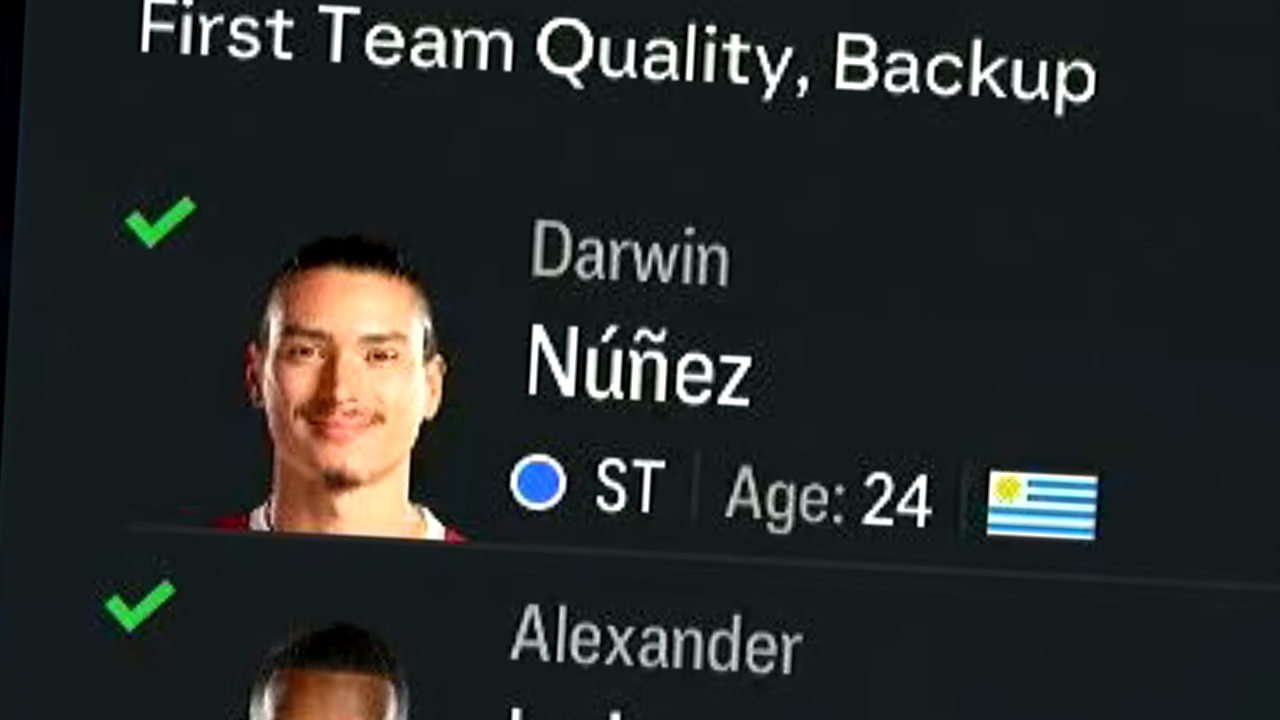 First Team Quality, Backup
Darwin
Núñez
ST Age: 24
Alexander